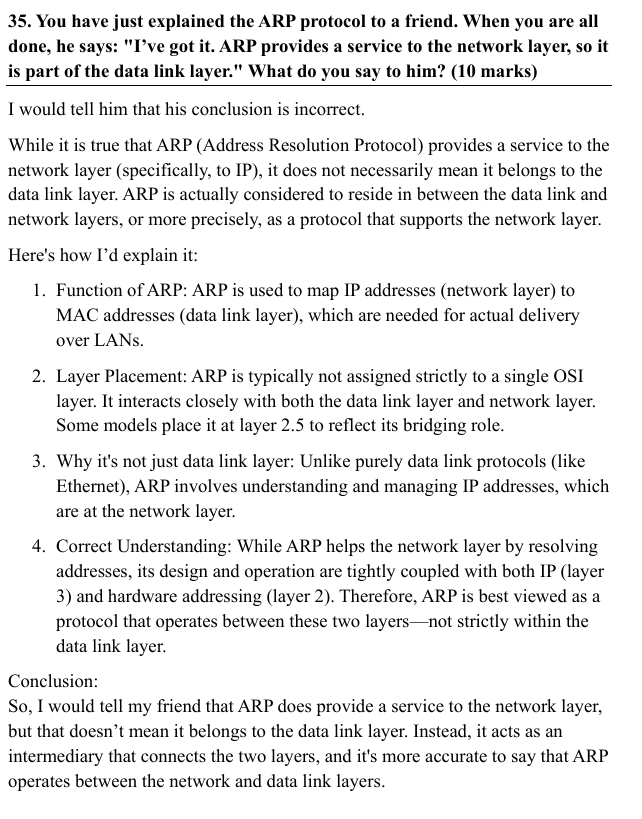 35. You have just explained the ARP protocol to a friend. When you are all
done, he says: "I’ve got it. ARP provides a service to the network layer, so it
is part of the data link layer." What do you say to him? (10 marks)
I would tell him that his conclusion is incorrect.
While it is true that ARP (Address Resolution Protocol) provides a service to the
network layer (specifically, to IP), it does not necessarily mean it belongs to the
data link layer. ARP is actually considered to reside in between the data link and
network layers, or more precisely, as a protocol that supports the network layer.
Here's how I’d explain it:
1. Function of ARP: ARP is used to map IP addresses (network layer) to
MAC addresses (data link layer), which are needed for actual delivery
over LANs.
2. Layer Placement: ARP is typically not assigned strictly to a single OSI
layer. It interacts closely with both the data link layer and network layer.
Some models place it at layer 2.5 to reflect its bridging role.
3. Why it's not just data link layer: Unlike purely data link protocols (like
Ethernet), ARP involves understanding and managing IP addresses, which
are at the network layer.
4. Correct Understanding: While ARP helps the network layer by resolving
addresses, its design and operation are tightly coupled with both IP (layer
3) and hardware addressing (layer 2). Therefore, ARP is best viewed as a
protocol that operates between these two layers—not strictly within the
data link layer.
Conclusion:
So, I would tell my friend that ARP does provide a service to the network layer,
but that doesn’t mean it belongs to the data link layer. Instead, it acts as an
intermediary that connects the two layers, and it's more accurate to say that ARP
operates between the network and data link layers.